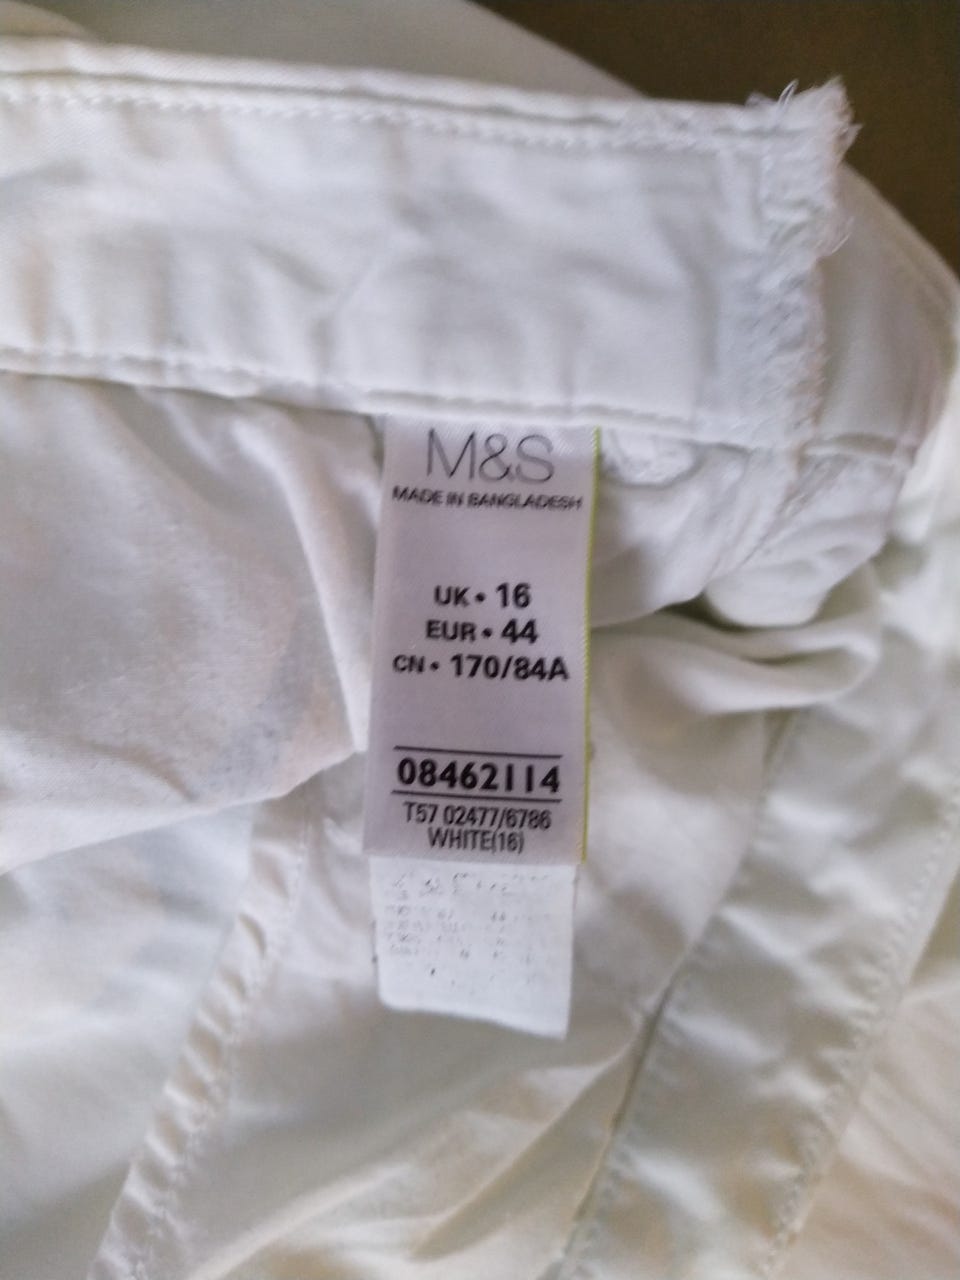 M&S
MADE IN BANGLADESH
UK • 16
EUR • 44
CN • 170/84A
08462114
T57 02477/6786
WHITE(16)